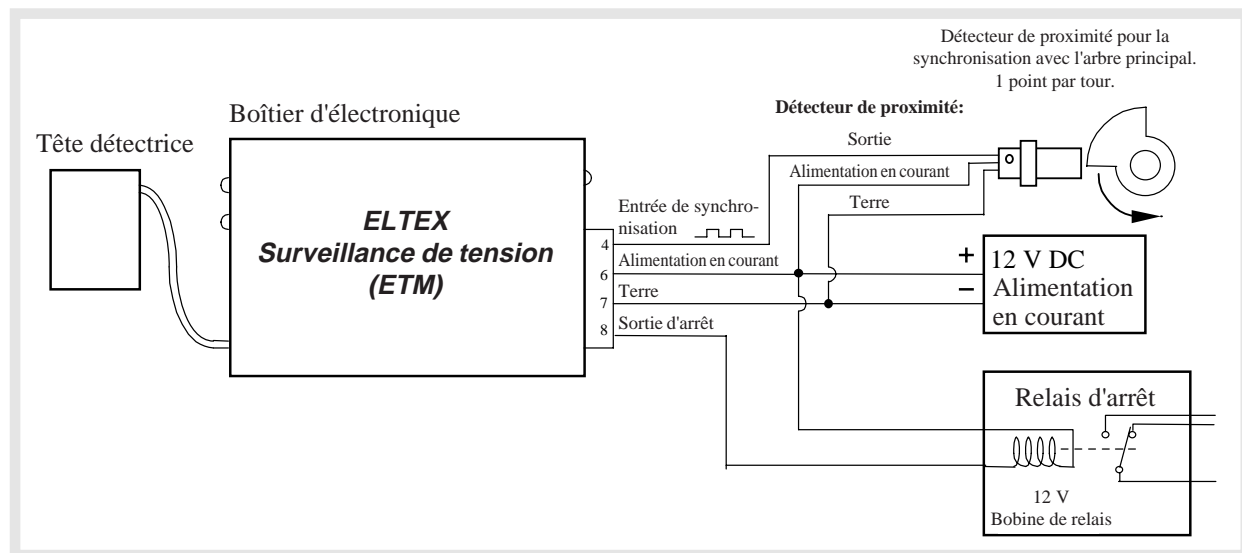 Détecteur de proximité pour la
synchronisation avec l'arbre principal.
1 point par tour.
Boîtier d'électronique
Détecteur de proximité:
Tête détectrice
Sortie
Alimentation en courant
Terre
ELTEX
Surveillance de tension
(ETM)
Entrée de synchro-
nisation
4
Alimentation en courant
6
Terre
7
Sortie d'arrêt
8
+
−
12 V DC
Alimentation
en courant
Relais d'arrêt
12 V
Bobine de relais